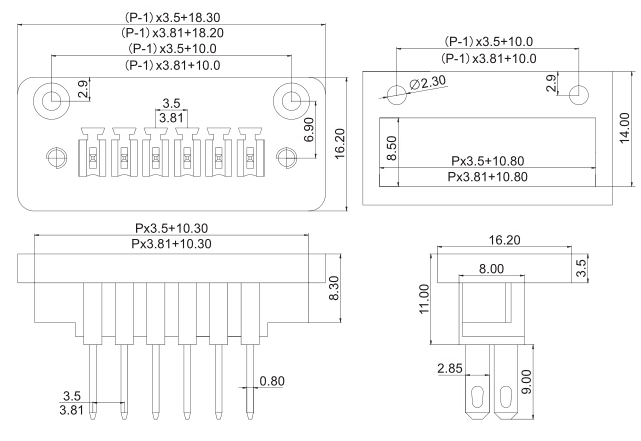 (P-1)x3.5+18.30
(P-1)x3.81+18.20
(P-1)x3.5+10.0
(P-1)x3.81+10.0
2.9
3.5
3.81
6.90
16.20
(P-1)x3.5+10.0
(P-1)x3.81+10.0
Ø2.30
2.9
8.50
14.00
Px3.5+10.80
Px3.81+10.80
Px3.5+10.30
Px3.81+10.30
8.30
3.5
3.81
0.80
16.20
3.5
8.00
11.00
2.85
9.00